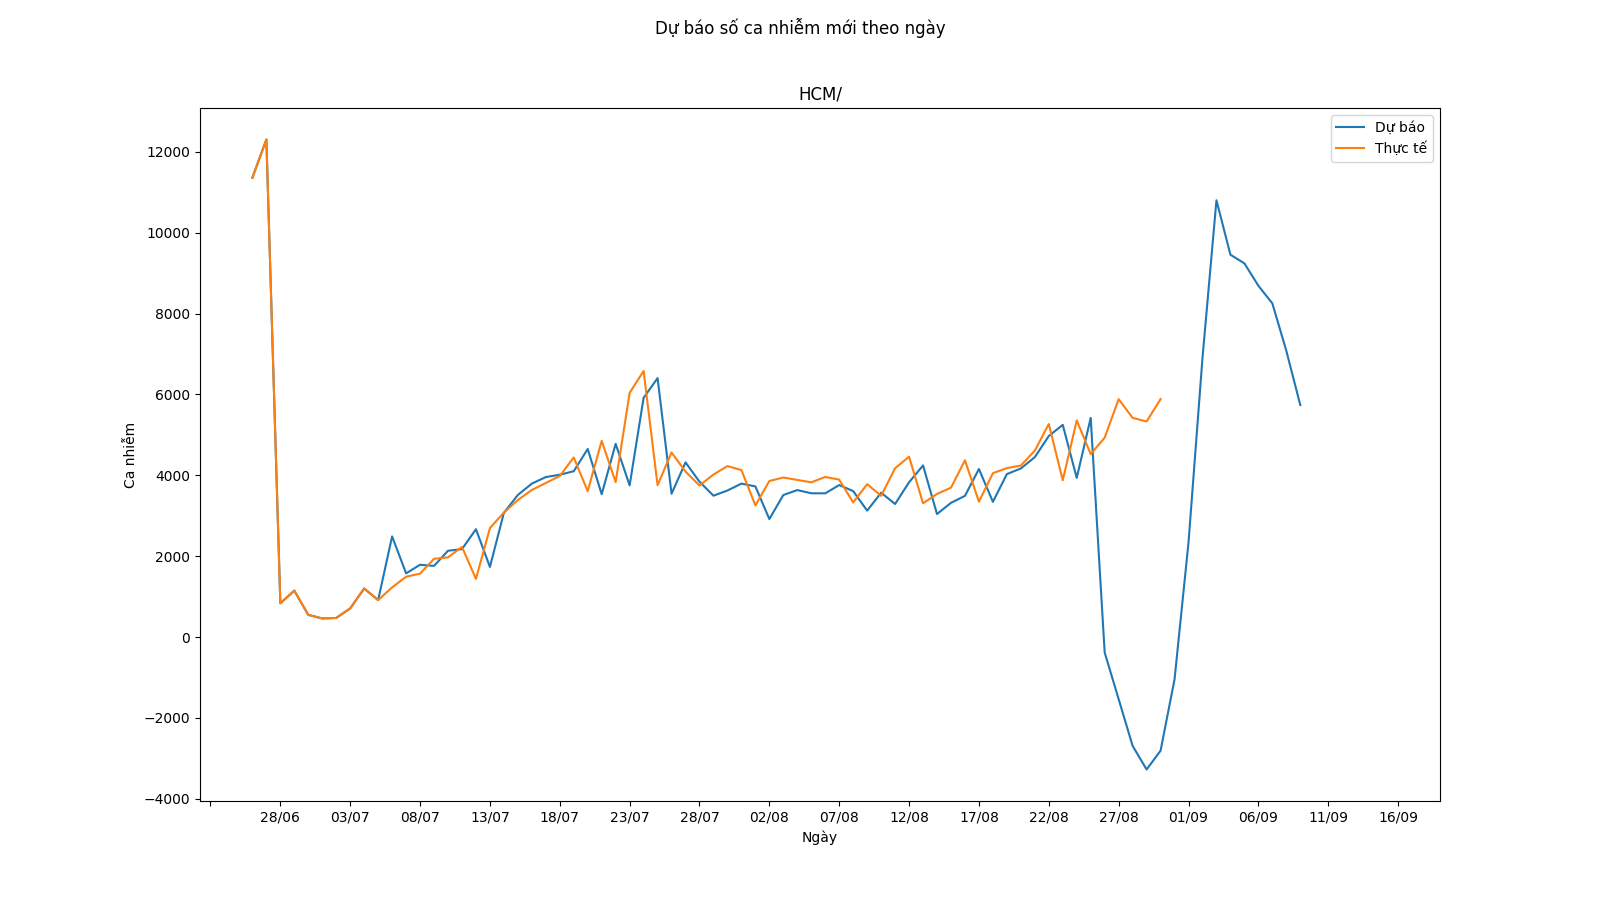 Dự báo số ca nhiễm mới theo ngày
HCM/
Dự báo
Thực tế
Ca nhiễm
12000
10000
8000
6000
4000
2000
0
−2000
−4000
28/06 03/07 08/07 13/07 18/07 23/07 28/07 02/08 07/08 12/08 17/08 22/08 27/08 01/09 06/09 11/09 16/09
Ngày